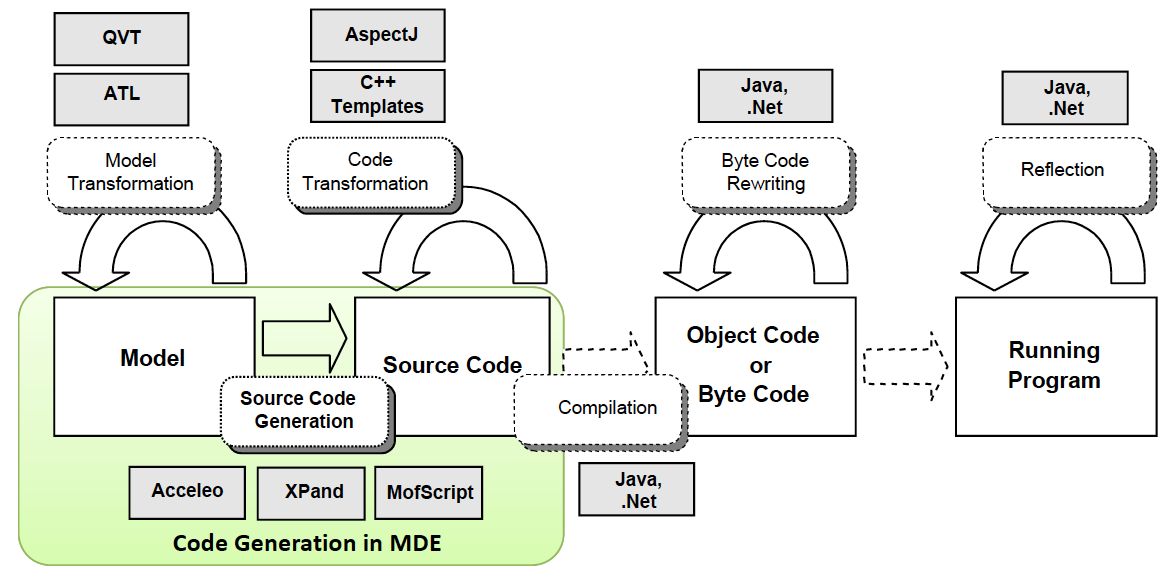 QVT
ATL
Model
Transformation
AspectJ
C++
Templates
Code
Transformation
Java,
.Net
Byte Code
Rewriting
Java,
.Net
Reflection
Model
Source Code
Object Code
or
Byte Code
Running
Program
Source Code
Generation
Compilation
Acceleo
XPand
MofScript
Java,
.Net
Code Generation in MDE